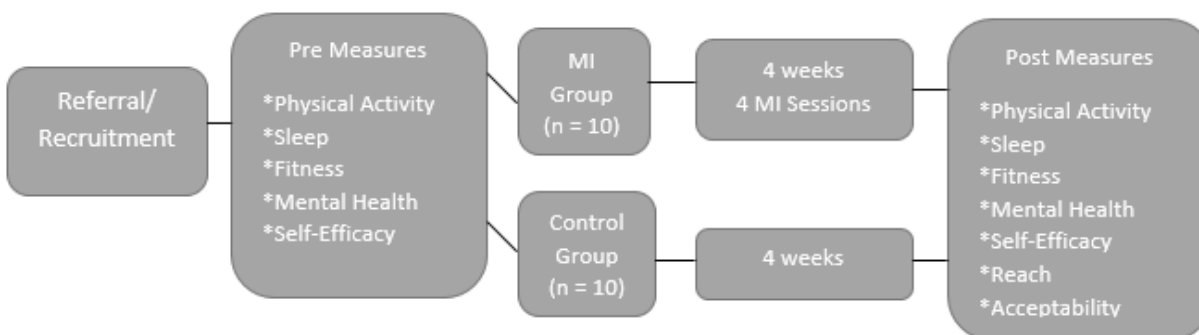 Referral/
Recruitment
Pre Measures
*Physical Activity
*Sleep
*Fitness
*Mental Health
*Self-Efficacy
MI
Group
(n = 10)
4 weeks
4 MI Sessions
Control
Group
(n = 10)
4 weeks
Post Measures
*Physical Activity
*Sleep
*Fitness
*Mental Health
*Self-Efficacy
*Reach
*Acceptability